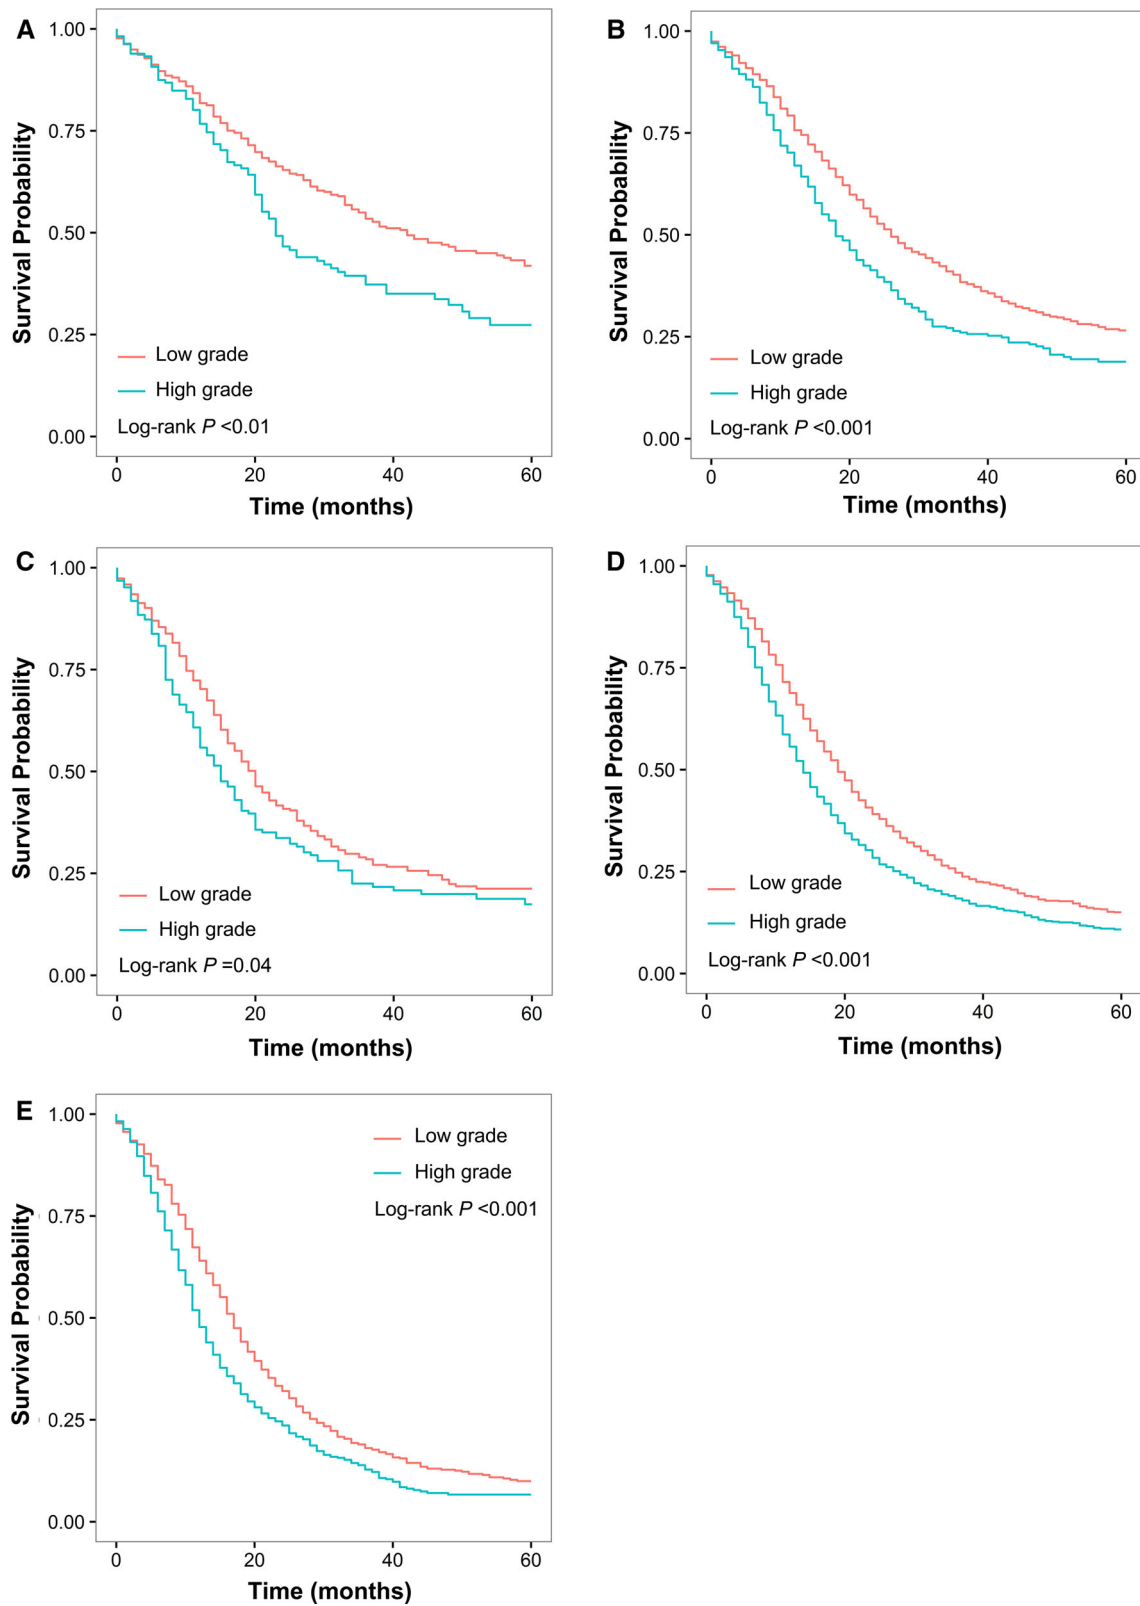 A
Survival Probability
1.00
0.75
0.50
0.25
0.00
Low grade
High grade
Log-rank P <0.01
0 20 40 60
Time (months)
B
Survival Probability
1.00
0.75
0.50
0.25
0.00
Low grade
High grade
Log-rank P <0.001
0 20 40 60
Time (months)
C
Survival Probability
1.00
0.75
0.50
0.25
0.00
Low grade
High grade
Log-rank P =0.04
0 20 40 60
Time (months)
D
Survival Probability
1.00
0.75
0.50
0.25
0.00
Low grade
High grade
Log-rank P <0.001
0 20 40 60
Time (months)
E
Survival Probability
1.00
0.75
0.50
0.25
0.00
Low grade
High grade
Log-rank P <0.001
0 20 40 60
Time (months)